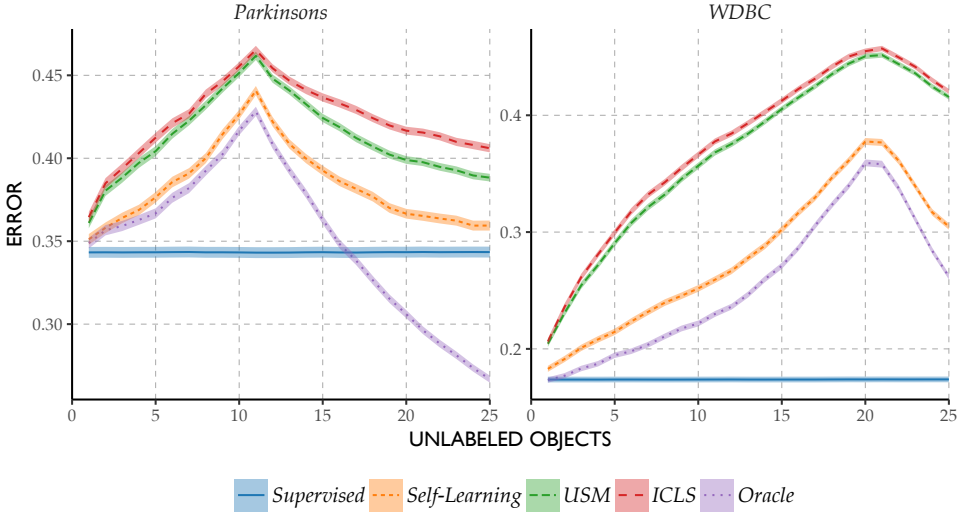 Parkinsons
WDBC
ERROR
0.45
0.40
0.35
0.30
0 5 10 15 20 25
0.4
0.3
0.2
0 5 10 15 20 25
UNLABELED OBJECTS
Supervised Self-Learning USM ICLS Oracle